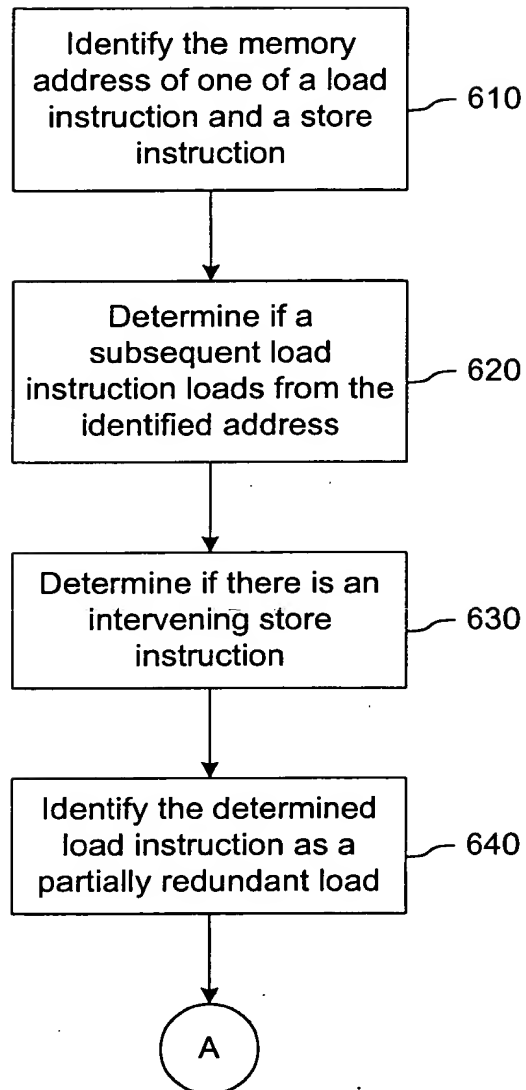 Identify the memory
address of one of a load
instruction and a store
instruction
610
Determine if a
subsequent load
instruction loads from the
identified address
620
Determine if there is an
intervening store
instruction
630
Identify the determined
load instruction as a
partially redundant load
640
A